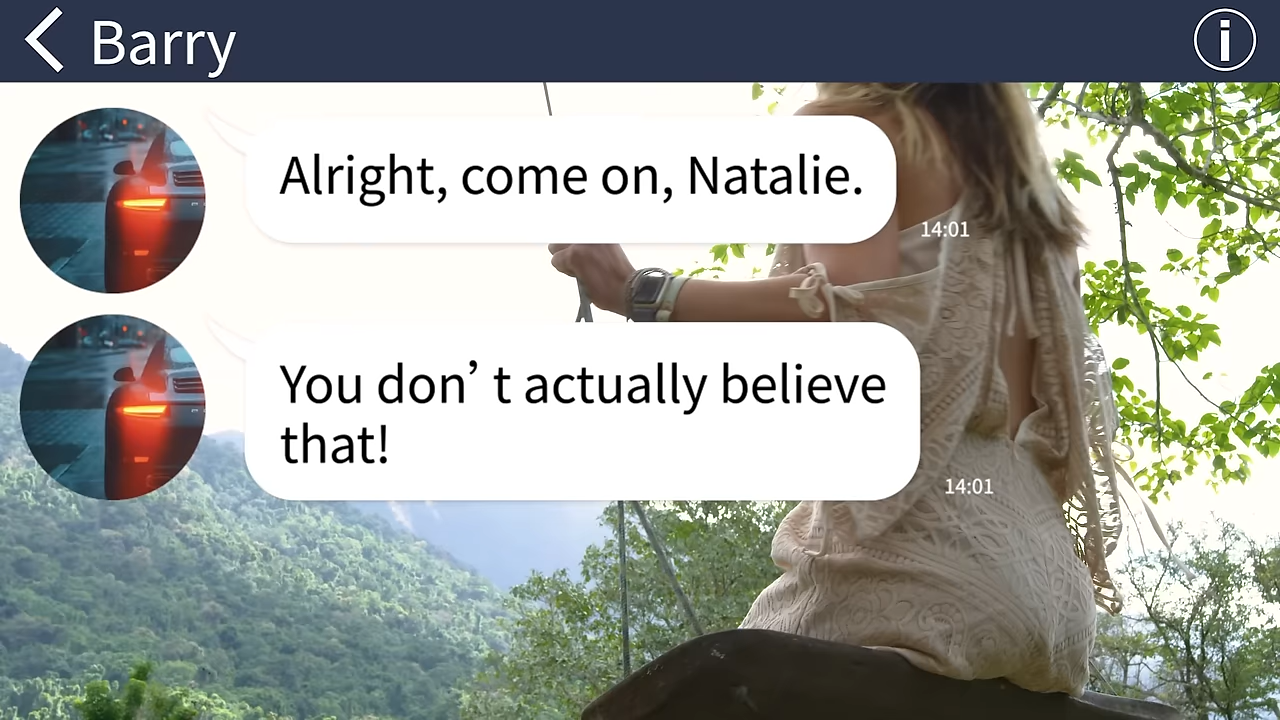 Barry
Alright, come on, Natalie.
14:01
You don’t actually believe
that!
14:01